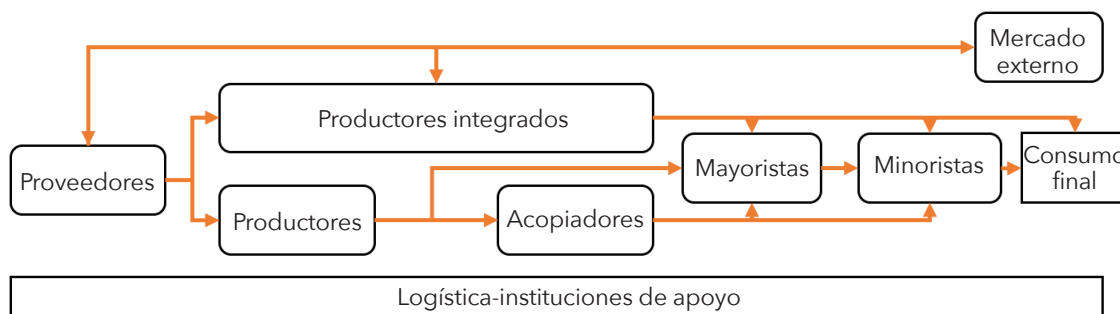 Mercado
externo
Productores integrados
Proveedores
Mayoristas
Minoristas
Consumo
final
Productores
Acopiadores
Logística-instituciones de apoyo